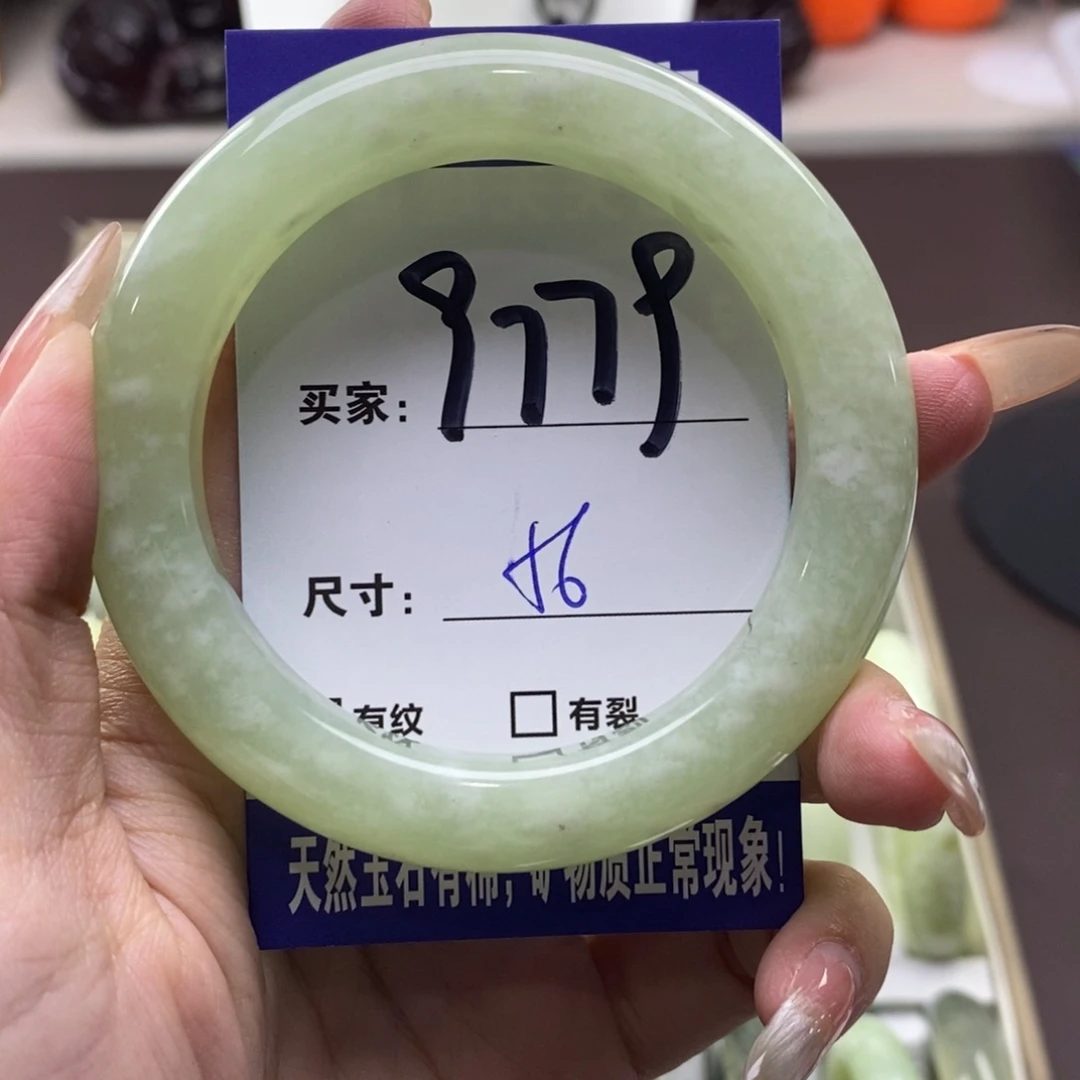 买家: 9779
尺寸: 56
有纹 □ 有裂
天然玉石有棉, 矿物质正常现象!